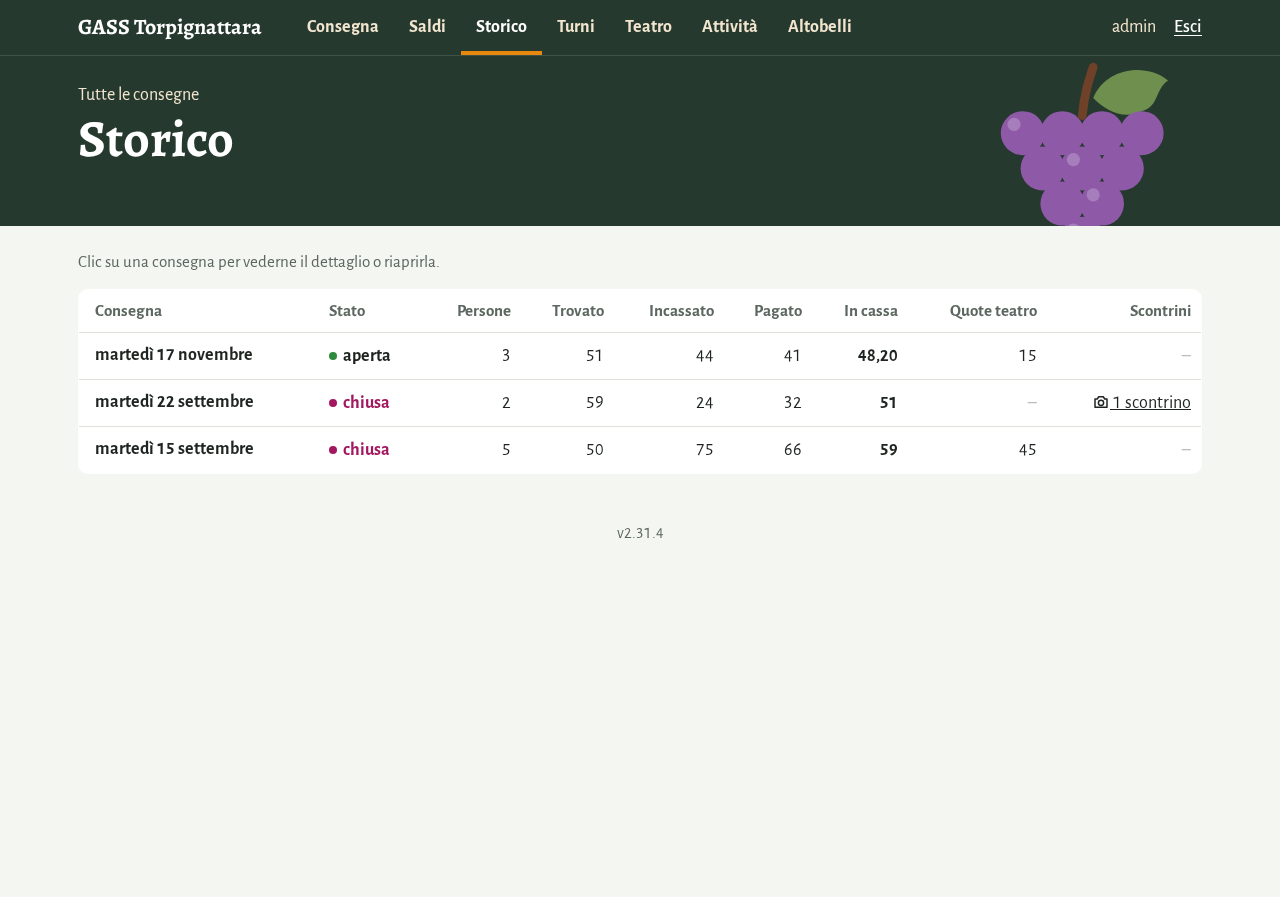 GASS Torpignattara Consegna Saldi Storico Turni Teatro Attività Altobelli admin Esci
Tutte le consegne
Storico
Clic su una consegna per vederne il dettaglio o riaprirla.
Consegna Stato Persone Trovato Incassato Pagato In cassa Quote teatro Scontrini
martedì 17 novembre aperta 3 51 44 41 48,20 15 –
martedì 22 settembre chiusa 2 59 24 32 51 – 1 scontrino
martedì 15 settembre chiusa 5 50 75 66 59 45 –
v2.31.4